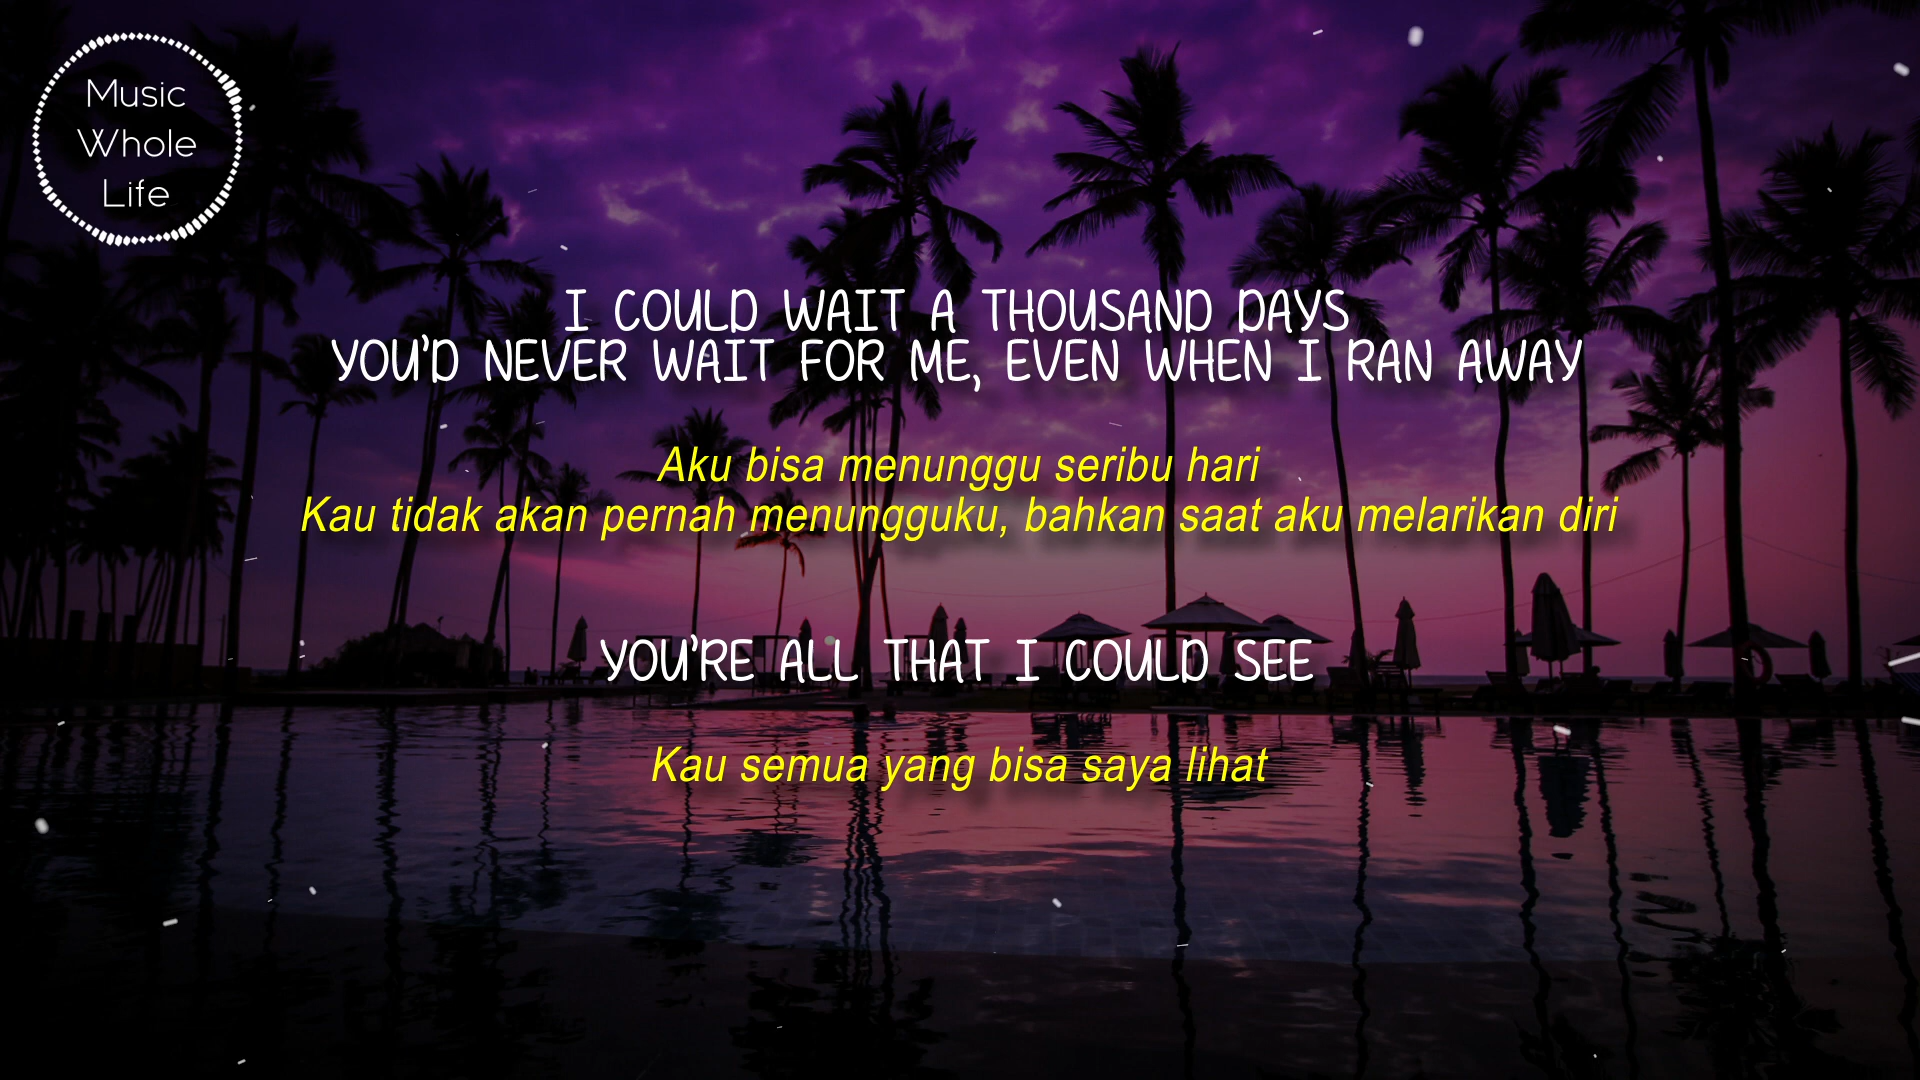 Music
Whole
Life
I COULD WAIT A THOUSAND DAYS
YOU'D NEVER WAIT FOR ME, EVEN WHEN I RAN AWAY
Aku bisa menunggu seribu hari
Kau tidak akan pernah menungguku, bahkan saat aku melarikan diri
YOU'RE ALL THAT I COULD SEE
Kau semua yang bisa saya lihat